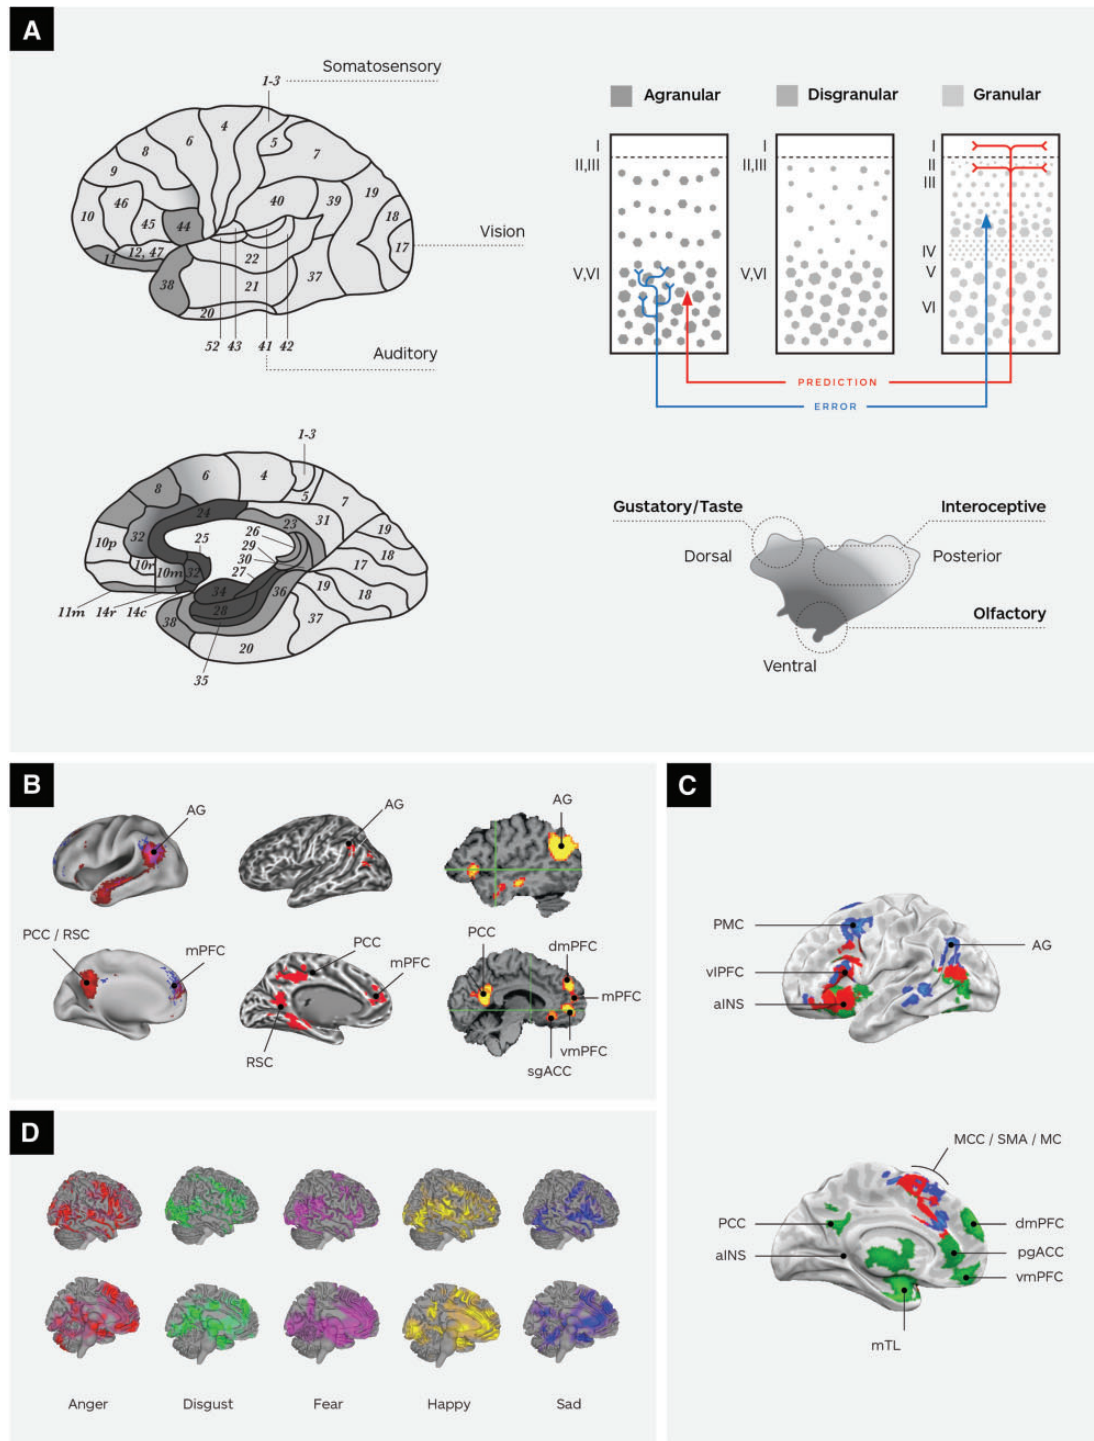 A
Somatosensory
1-3
4
6
5
8
7
9
46
40
39
19
10
45
44
18
11
12, 47
17
Vision
22
38
37
21
20
52 43 41 42
Auditory
Agranular
Disgranular
Granular
I
II,III
V,VI
I
II,III
V,VI
I
II
III
IV
V
VI
PREDICTION
ERROR
1-3
6
4
8
5
7
24
23
31
32
26
25
19
10p
29
18
10r
30
17
10m
32
27
34
36
19
18
11m 14r 14c
28
38
37
20
35
Gustatory/Taste
Interoceptive
Dorsal
Posterior
Olfactory
Ventral
B
AG
AG
AG
PCC / RSC
mPFC
PCC
mPFC
RSC
PCC
dmPFC
mPFC
vmPFC
sgACC
C
PMC
AG
vlPFC
aINS
MCC / SMA / MC
PCC
dmPFC
aINS
pgACC
vmPFC
mTL
D
Anger
Disgust
Fear
Happy
Sad